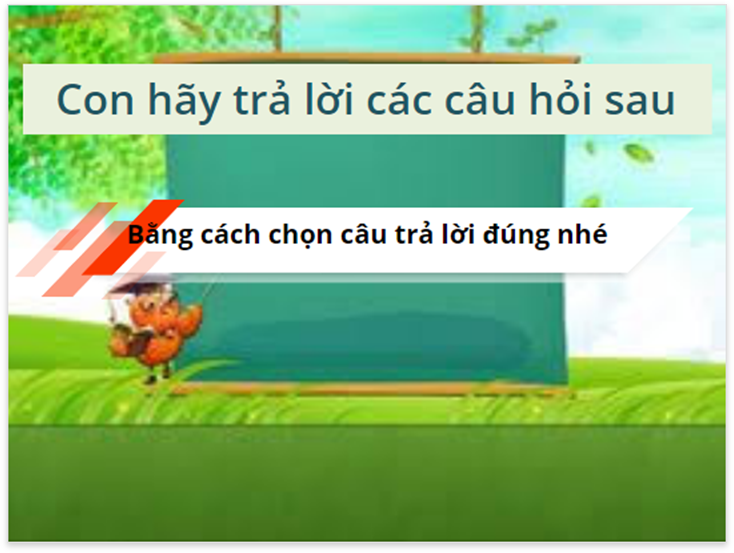 Con hãy trả lời các câu hỏi sau
Bằng cách chọn câu trả lời đúng nhé